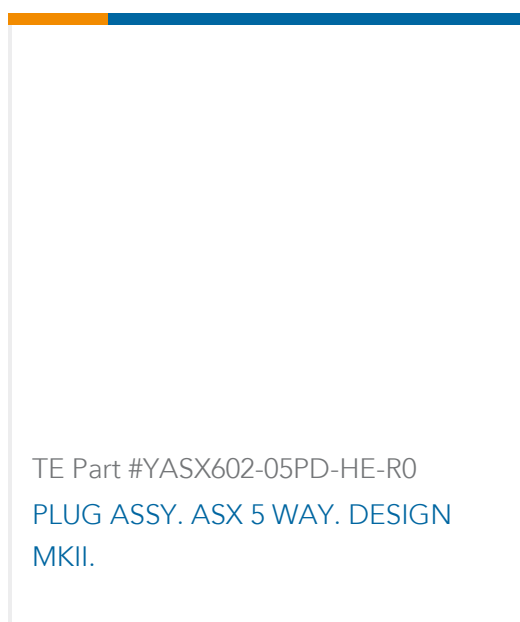 TE Part #YASX602-05PD-HE-R0
PLUG ASSY. ASX 5 WAY. DESIGN
MKII.